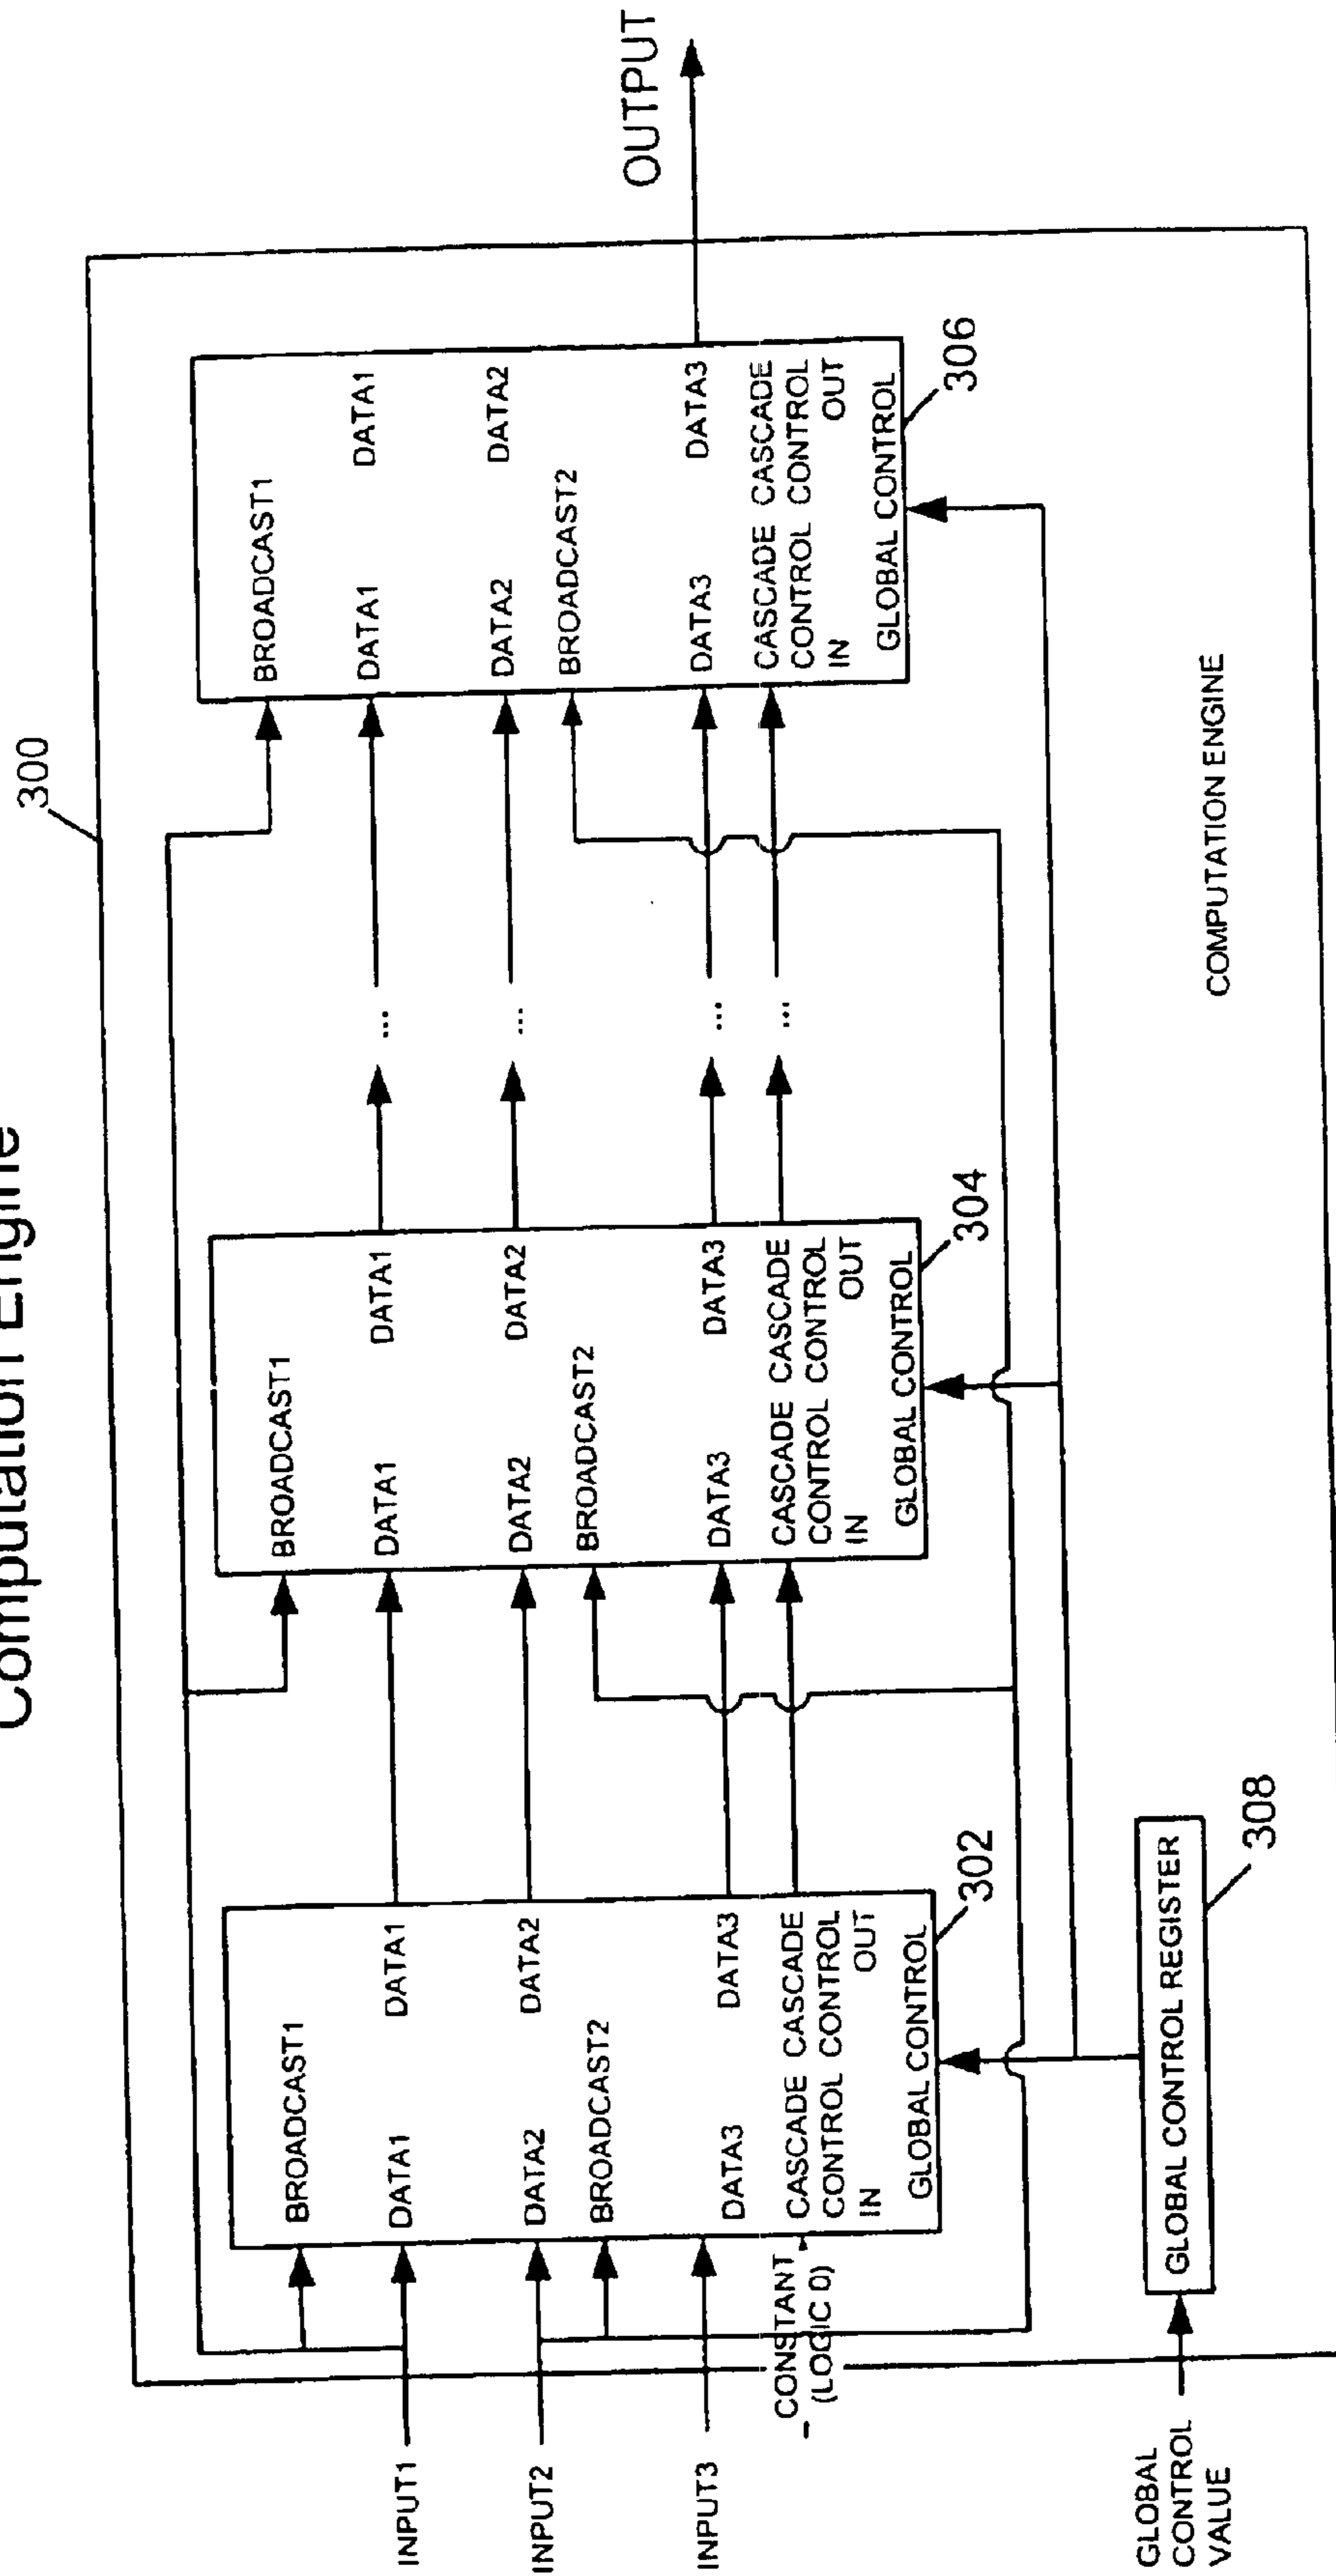 Computation Engine
300
INPUT1
INPUT2
INPUT3
CONSTANT
(LOGIC 0)
GLOBAL
CONTROL
VALUE
BROADCAST1
DATA1 DATA1
DATA2 DATA2
BROADCAST2
DATA3 DATA3
CASCADE CASCADE
CONTROL CONTROL
IN OUT
GLOBAL CONTROL
302
BROADCAST1
DATA1 DATA1
DATA2 DATA2
BROADCAST2
DATA3 DATA3
CASCADE CASCADE
CONTROL CONTROL
IN OUT
GLOBAL CONTROL
304
...
...
...
...
BROADCAST1
DATA1 DATA1
DATA2 DATA2
BROADCAST2
DATA3 DATA3
CASCADE CASCADE
CONTROL CONTROL
IN OUT
GLOBAL CONTROL
306
OUTPUT
GLOBAL CONTROL REGISTER
308
COMPUTATION ENGINE